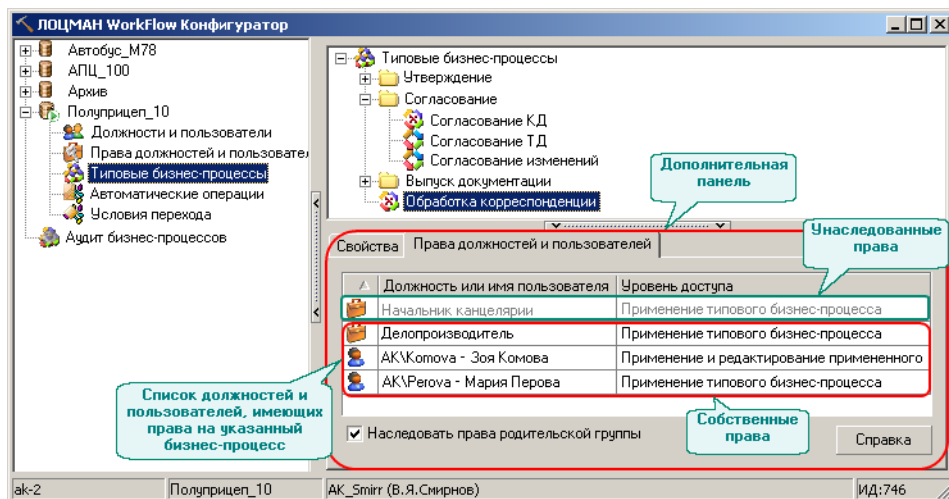 ЛОЦМАН WorkFlow Конфигуратор
Автобус_М78
АПЦ_100
Архив
Полуприцеп_10
Должности и пользователи
Права должностей и пользовател
Типовые бизнес-процессы
Автоматические операции
Условия перехода
Аудит бизнес-процессов
Типовые бизнес-процессы
Утверждение
Согласование
Согласование КД
Согласование ТД
Согласование изменений
Выпуск документации
Обработка корреспонденции
Дополнительная
панель
Унаследованные
права
Свойства
Права должностей и пользователей
Должность или имя пользователя
Уровень доступа
Начальник канцелярии
Применение типового бизнес-процесса
Делопроизводитель
Применение типового бизнес-процесса
AK\Komova - Зоя Комова
Применение и редактирование примененного
AK\Perova - Мария Перова
Применение типового бизнес-процесса
Список должностей и
пользователей, имеющих
права на указанный
бизнес-процесс
Собственные
права
Наследовать права родительской группы
Справка
ak-2
Полуприцеп_10
AK_Smirr (В.Я.Смирнов)
ИД:746